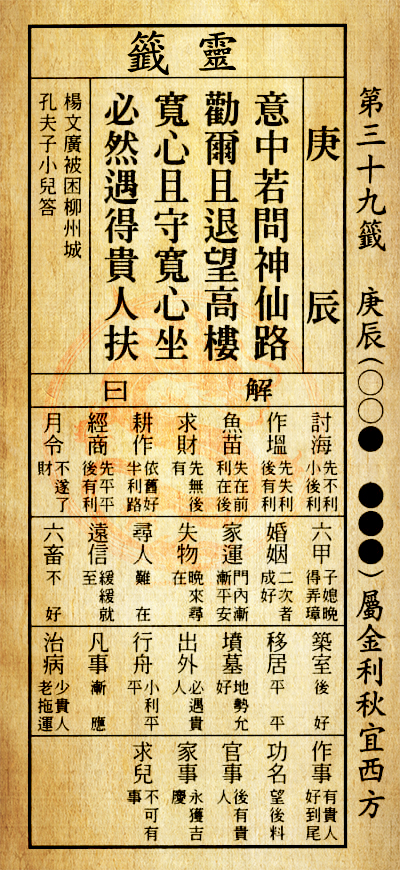 第三十九籤　庚辰(○○●　●●●)屬金利秋宜西方
靈籤
庚辰
意中若問神仙路
勸爾且退望高樓
寬心且守寬心坐
必然遇得貴人扶
楊文廣被困柳州城
孔夫子小兒答
解曰
討海　先不利小後利
作塭　先失利後有利
魚苗　失在前利在後
求財　先無後有
耕作　依舊好半利路
經商　先平平後有利
月令　不遂了財
六甲　子媳晚得弄璋
婚姻　二次者成好
家運　門內漸漸平安
失物　晚來尋在
尋人　難在
遠信　緩緩就至
六畜　不好
築室　後好
移居　平平
墳墓　地勢允好
出外　必遇貴人
行舟　小利平平
凡事　漸應
治病　少貴人老拖運
作事　有貴人好到尾
功名　望後料
官事　後有貴人
家事　永獲吉慶
求兒　不可有事